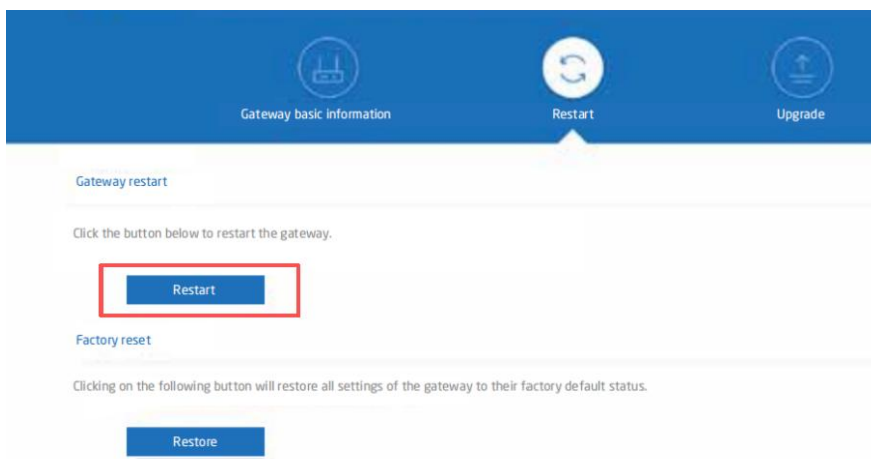 Gateway basic information
Restart
Upgrade
Gateway restart
Click the button below to restart the gateway.
Restart
Factory reset
Clicking on the following button will restore all settings of the gateway to their factory default status.
Restore